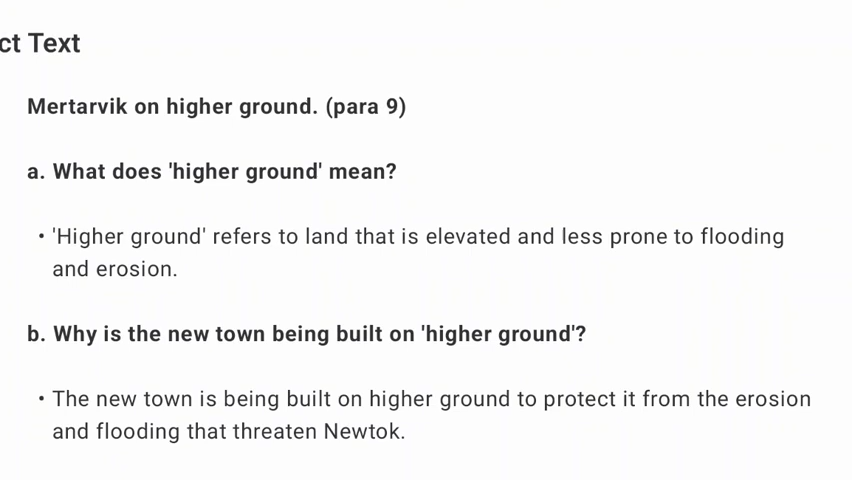 ct Text
Mertarvik on higher ground. (para 9)
a. What does 'higher ground' mean?
• 'Higher ground' refers to land that is elevated and less prone to flooding
and erosion.
b. Why is the new town being built on 'higher ground'?
• The new town is being built on higher ground to protect it from the erosion
and flooding that threaten Newtok.